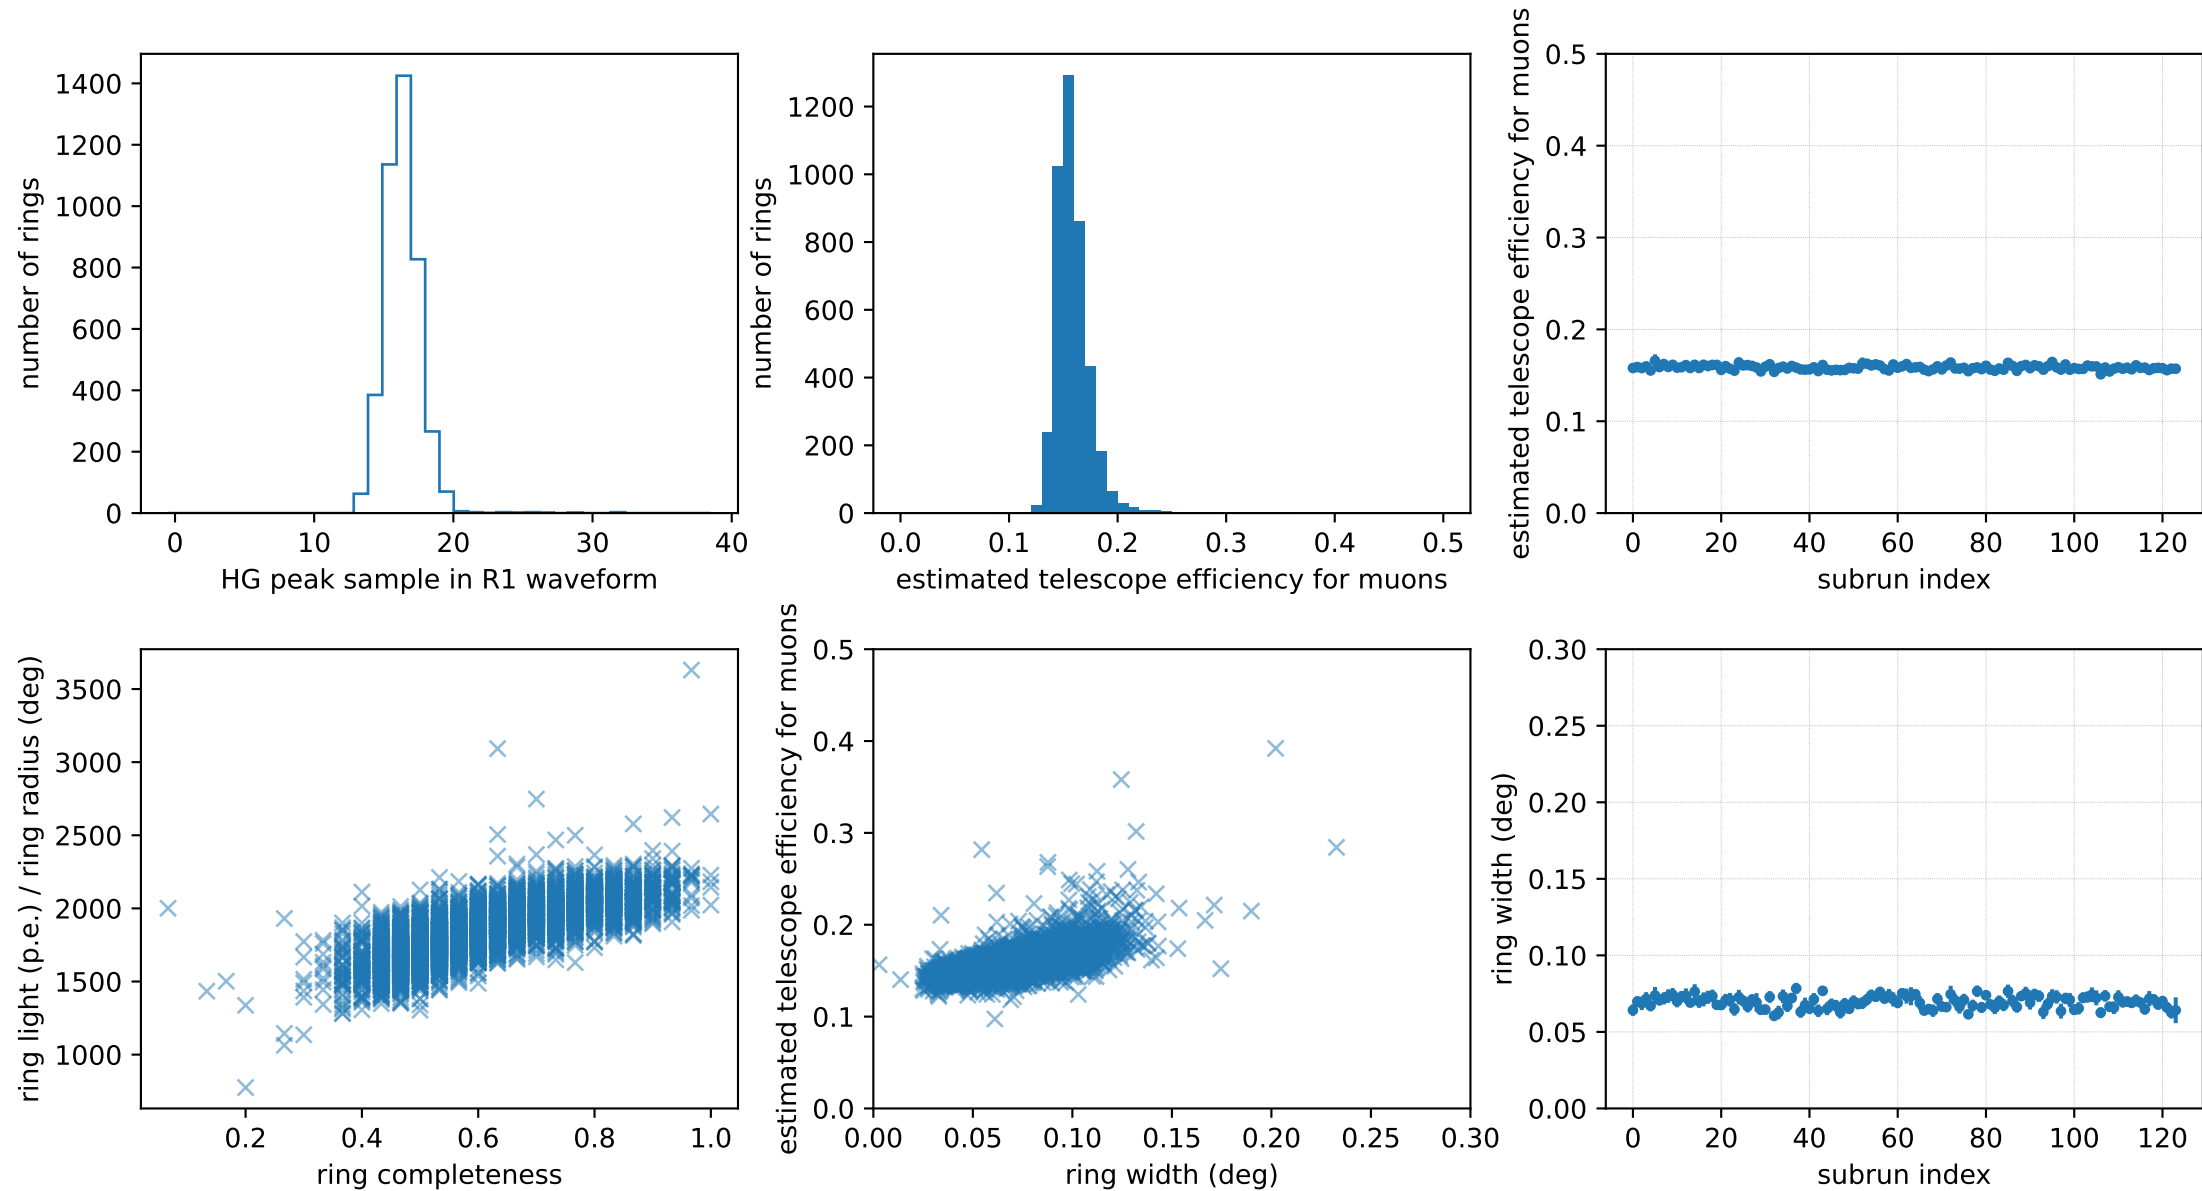 number of rings
1400
1200
1000
800
600
400
200
0
0 10 20 30 40
HG peak sample in R1 waveform
number of rings
1200
1000
800
600
400
200
0
0.0 0.1 0.2 0.3 0.4 0.5
estimated telescope efficiency for muons
estimated telescope efficiency for muons
0.5
0.4
0.3
0.2
0.1
0.0
0 20 40 60 80 100 120
subrun index
ring light (p.e.) / ring radius (deg)
3500
3000
2500
2000
1500
1000
0.2 0.4 0.6 0.8 1.0
ring completeness
estimated telescope efficiency for muons
0.5
0.4
0.3
0.2
0.1
0.0
0.00 0.05 0.10 0.15 0.20 0.25 0.30
ring width (deg)
ring width (deg)
0.30
0.25
0.20
0.15
0.10
0.05
0.00
0 20 40 60 80 100 120
subrun index